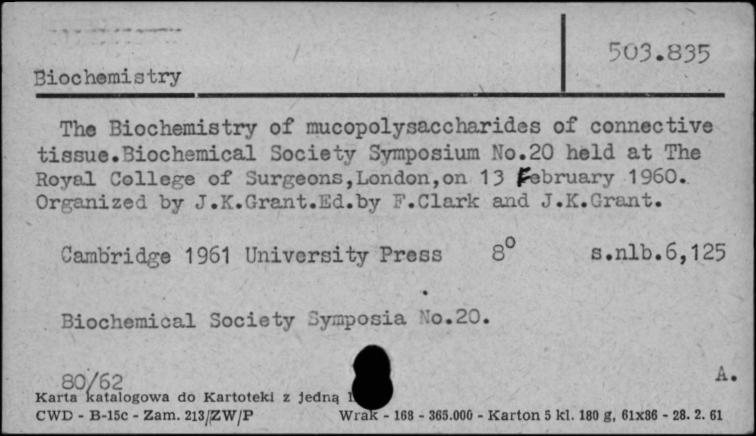 503.835
Biochemistry
The Biochemistry of mucopolysaccharides of connective
tissue.Biochemical Society Symposium No.20 held at The
Royal College of Surgeons,London,on 13 February 1960.
Organized by J.K.Grant.Ed.by F.Clark and J.K.Grant.
Cambridge 1961 University Press 8⁰ s.nlb.6,125
Biochemical Society Symposia No.20.
80/62 A.
Karta katalogowa do Kartoteki z jedną
CWD - B-15c - Zam. 213/ZW/P Wrak - 168 - 365.000 - Karton 5 kl. 180 g, 61x86 - 28. 2. 61